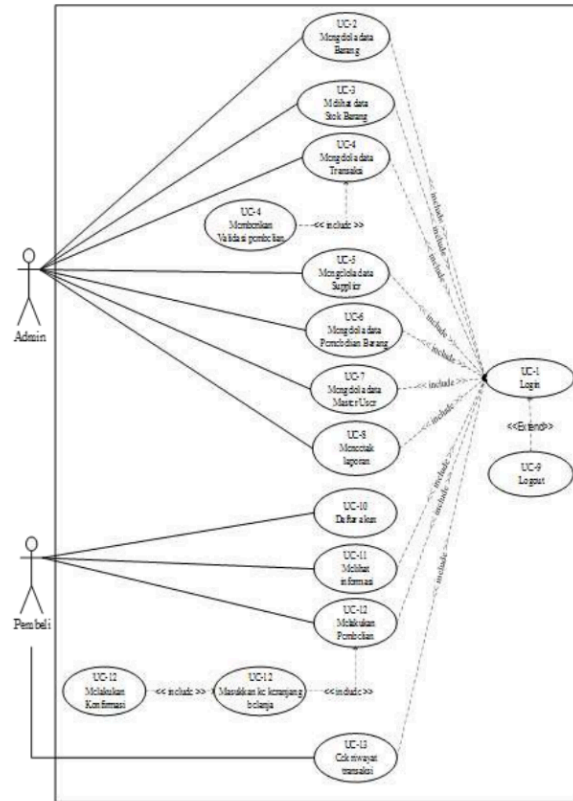 UC-2
Mengelola data
Barang
UC-3
Melihat data
Stok Barang
UC-4
Mengelola data
Transaksi
<< include >>
UC-4
Memberikan
Validasi pembelian
<< include >>
<< include >>
<< include >>
Admin
UC-5
Mengelola data
Supplier
<< include >>
UC-6
Mengelola data
Pemebelian Barang
<< include >>
UC-7
Mengelola data
Master User
<< include >>
UC-8
Mencetak
laporan
<< include >>
UC-1
Login
<<Extend>>
UC-9
Logout
UC-10
Daftar akun
Pembeli
UC-11
Melihat
informasi
<< include >>
UC-12
Melakukan
Pembelian
<< include >>
<< include >>
UC-12
Melakukan
Konfirmasi
<< include >>
UC-12
Masukkan ke keranjang
belanja
<< include >>
UC-13
Cek riwayat
transaksi